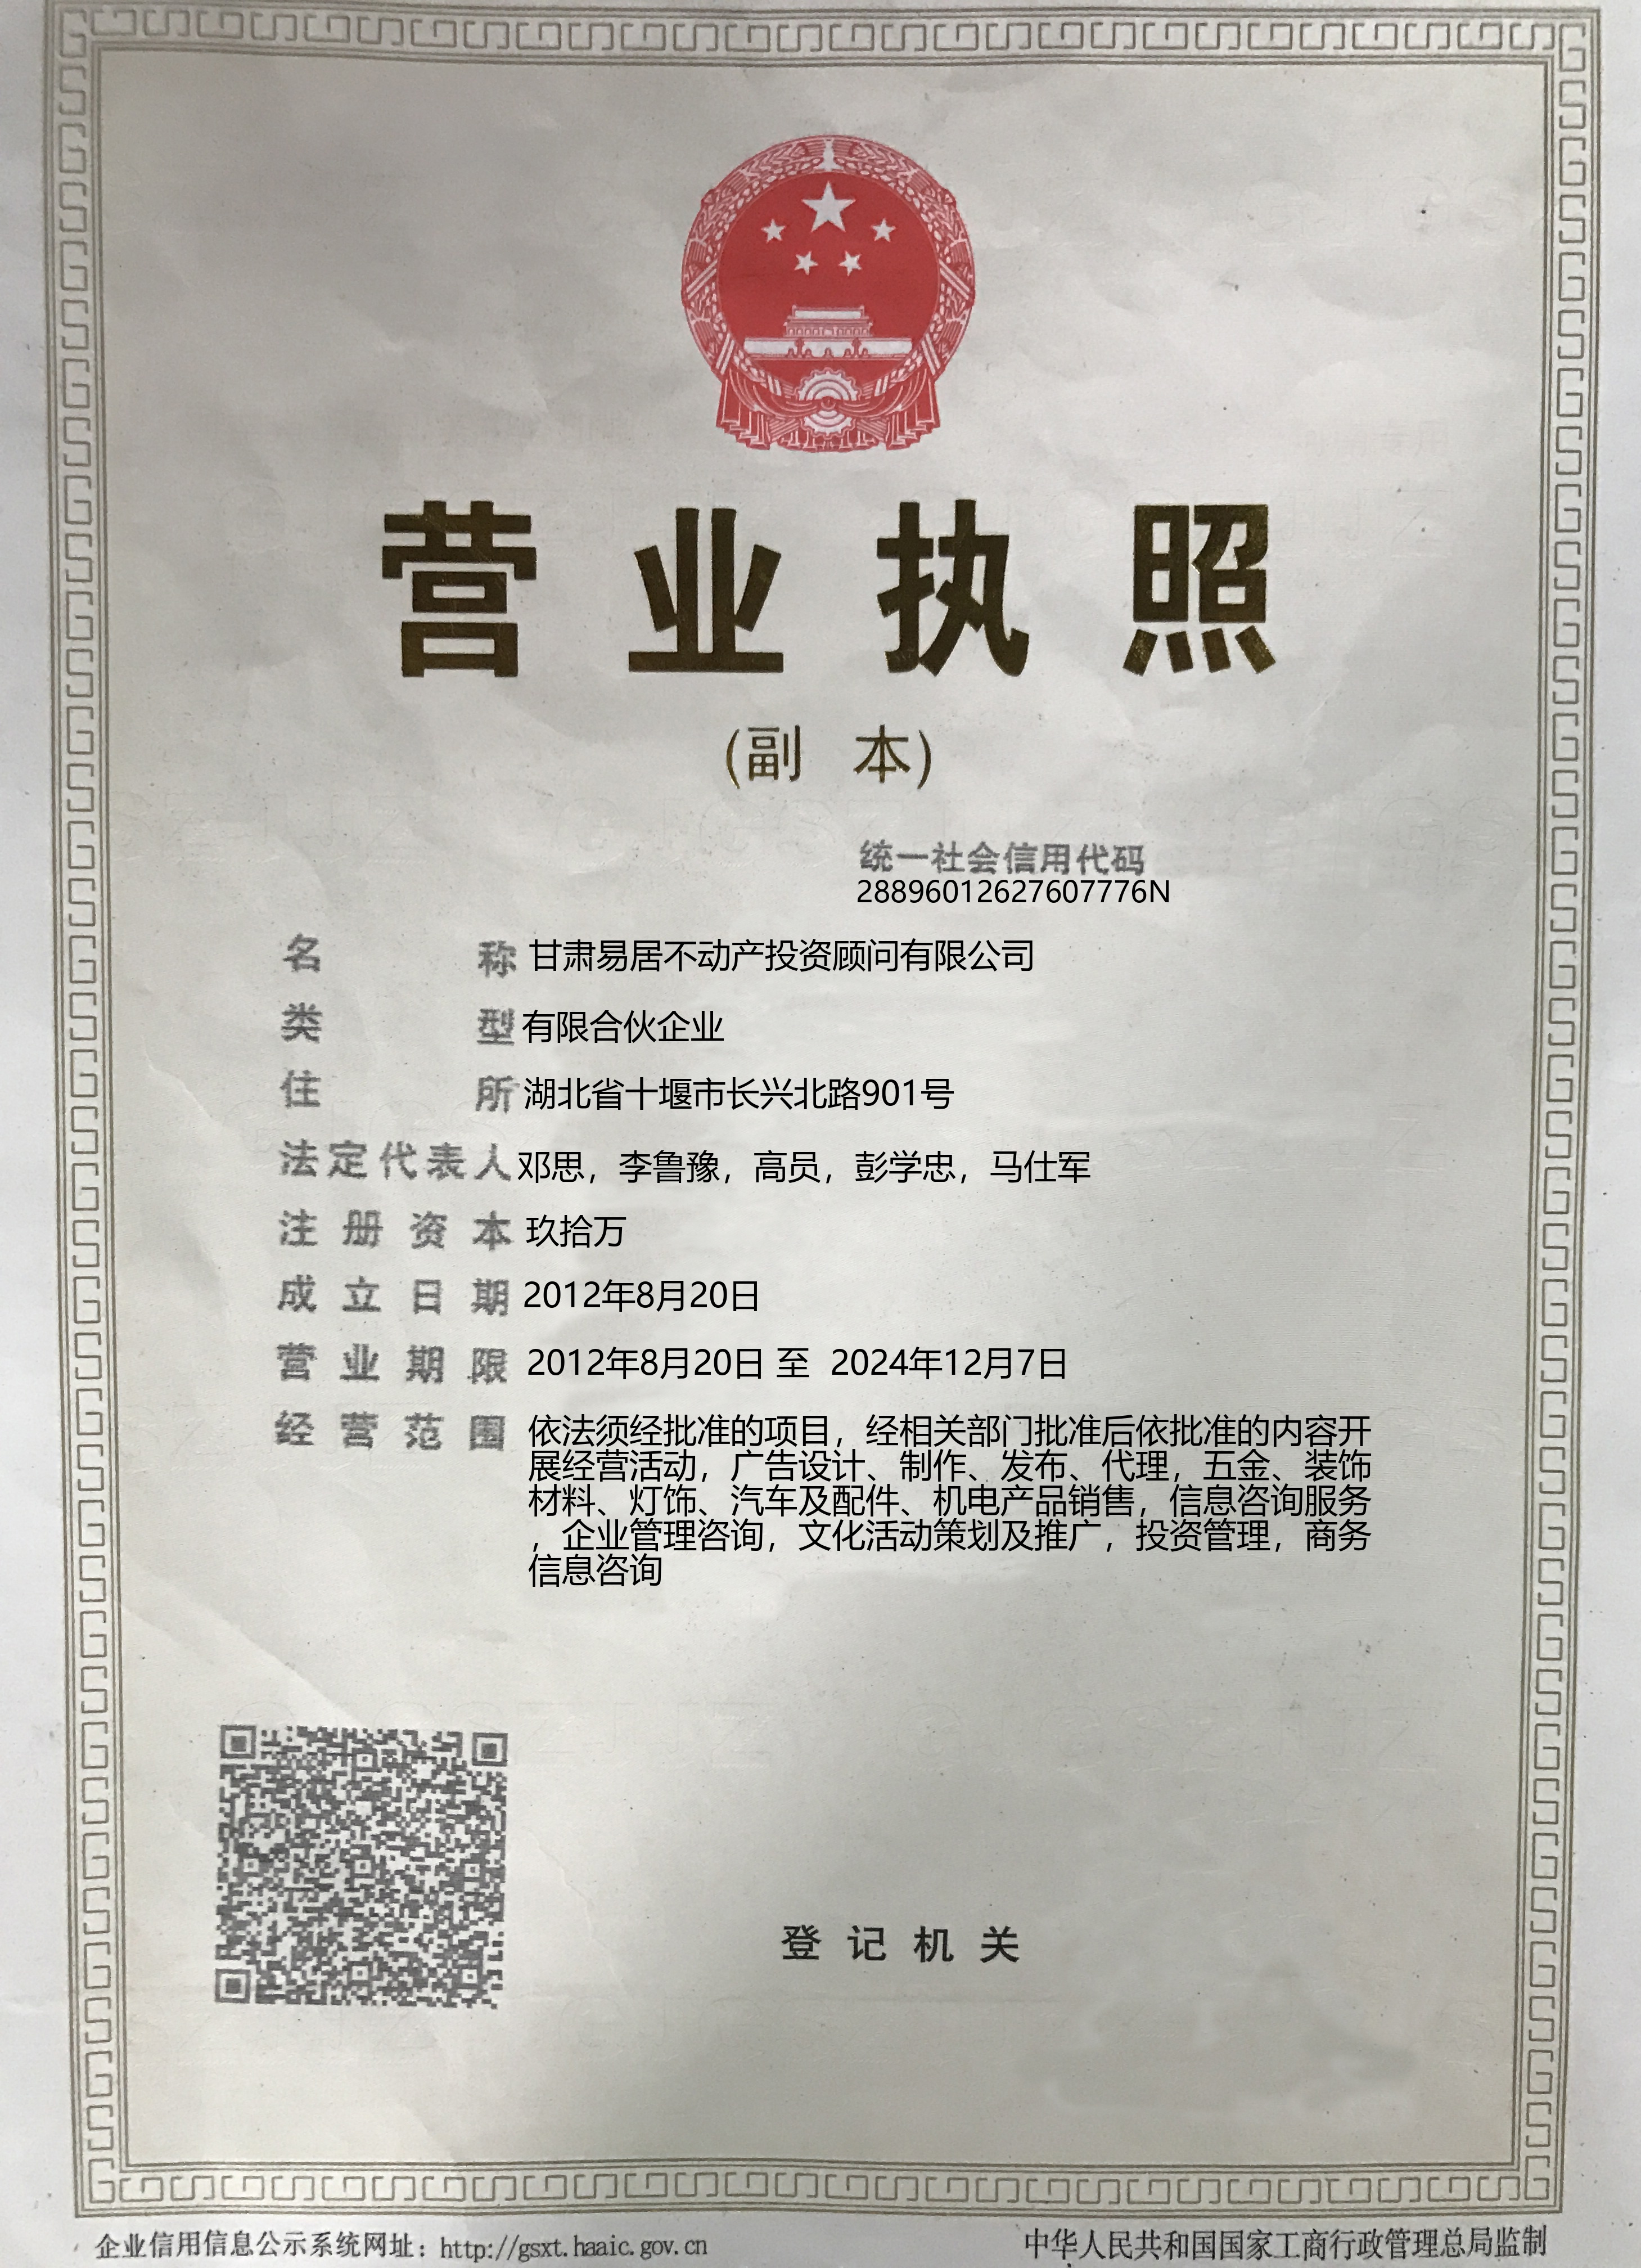 营业执照
(副 本)
统一社会信用代码
28896012627607776N
名 称 甘肃易居不动产投资顾问有限公司
类 型 有限合伙企业
住 所 湖北省十堰市长兴北路901号
法定代表人 邓思，李鲁豫，高员，彭学忠，马仕军
注册资本 玖拾万
成立日期 2012年8月20日
营业期限 2012年8月20日 至 2024年12月7日
经营范围 依法须经批准的项目，经相关部门批准后依批准的内容开
展经营活动，广告设计、制作、发布、代理，五金、装饰
材料、灯饰、汽车及配件、机电产品销售，信息咨询服务
，企业管理咨询，文化活动策划及推广，投资管理，商务
信息咨询
登记机关
企业信用信息公示系统网址：http://gsxt.haaic.gov.cn
中华人民共和国国家工商行政管理总局监制